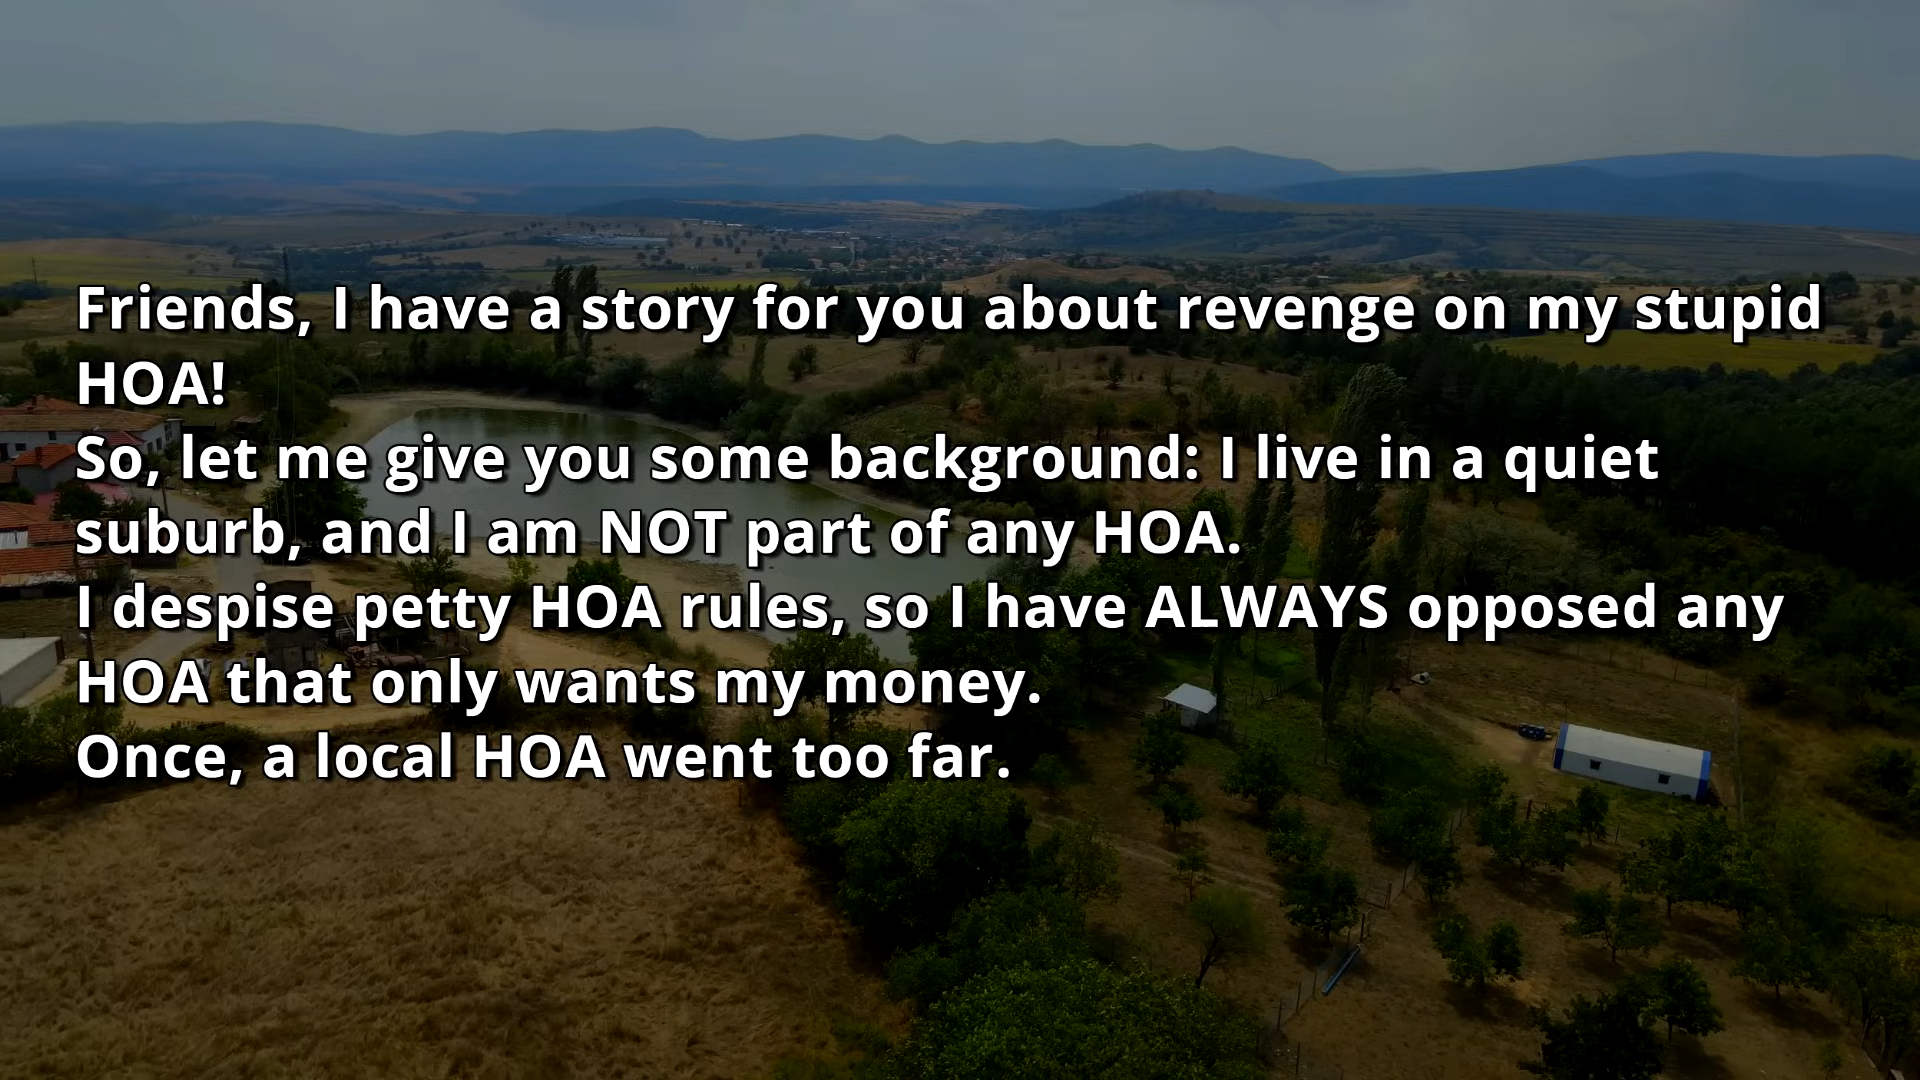 Friends, I have a story for you about revenge on my stupid
HOA!
So, let me give you some background: I live in a quiet
suburb, and I am NOT part of any HOA.
I despise petty HOA rules, so I have ALWAYS opposed any
HOA that only wants my money.
Once, a local HOA went too far.